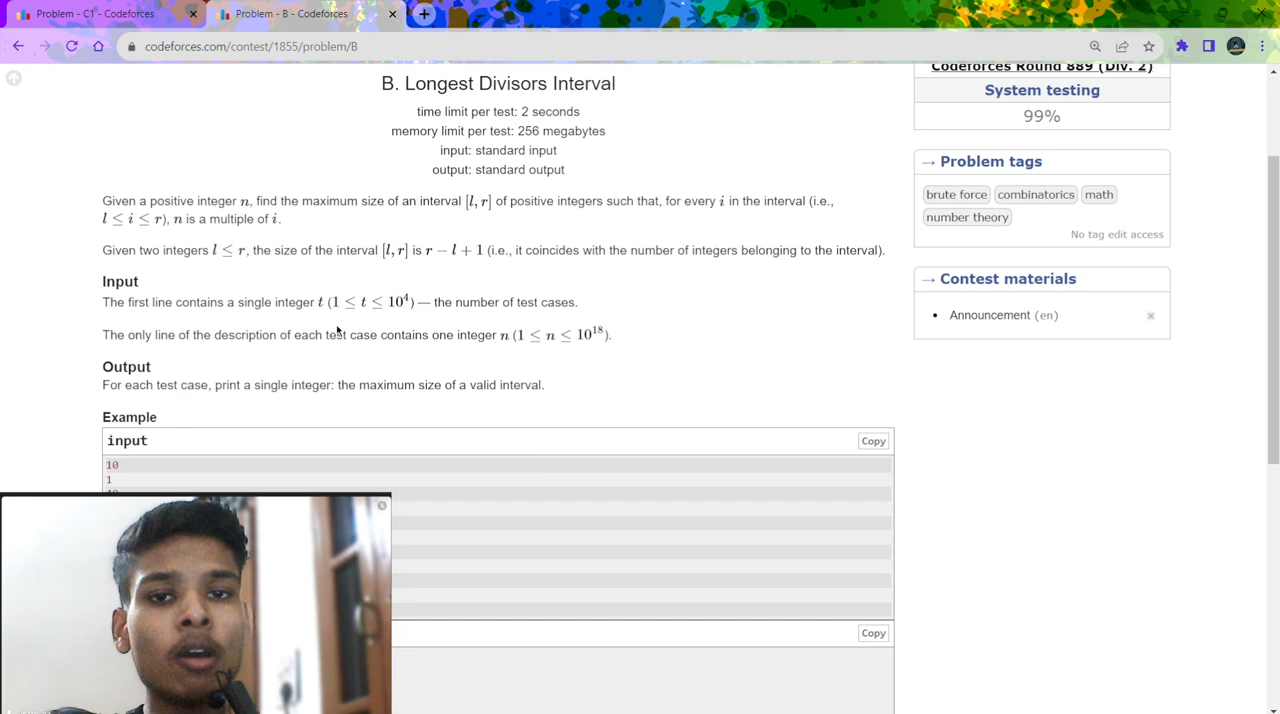 Problem - C1 - Codeforces
Problem - B - Codeforces
codeforces.com/contest/1855/problem/B
B. Longest Divisors Interval
time limit per test: 2 seconds
memory limit per test: 256 megabytes
input: standard input
output: standard output
Given a positive integer n, find the maximum size of an interval [l, r] of positive integers such that, for every i in the interval (i.e.,
l ≤ i ≤ r), n is a multiple of i.
Given two integers l ≤ r, the size of the interval [l, r] is r − l + 1 (i.e., it coincides with the number of integers belonging to the interval).
Input
The first line contains a single integer t (1 ≤ t ≤ 10⁴) — the number of test cases.
The only line of the description of each test case contains one integer n (1 ≤ n ≤ 10¹⁸).
Output
For each test case, print a single integer: the maximum size of a valid interval.
Example
input
Copy
10
1
Copy
Codeforces Round 889 (Div. 2)
System testing
99%
→ Problem tags
brute force combinatorics math
number theory
No tag edit access
→ Contest materials
• Announcement (en)